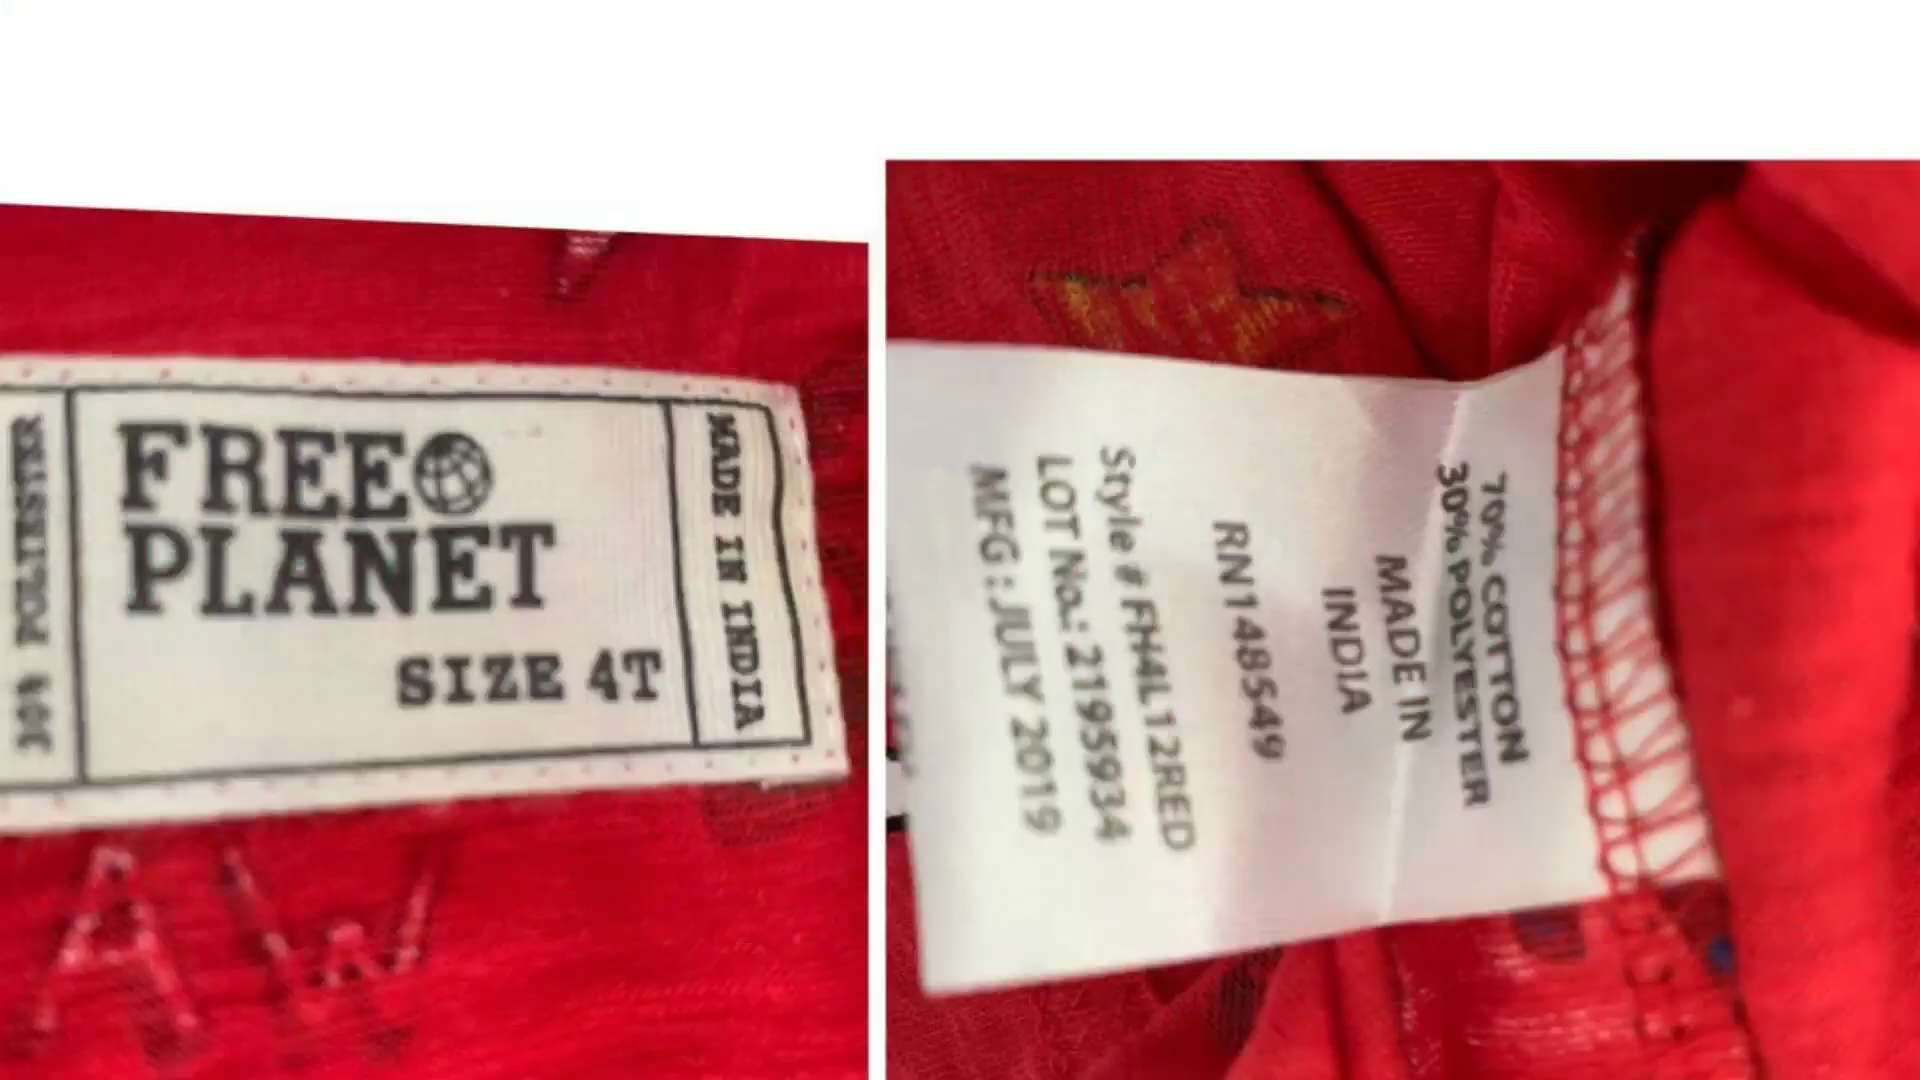 30% POLYESTER
FREE
PLANET
SIZE 4T
MADE IN INDIA
70% COTTON
30% POLYESTER
MADE IN
INDIA
RN148549
Style # FH4L12RED
LOT No.: 2195934
MFG : JULY 2019